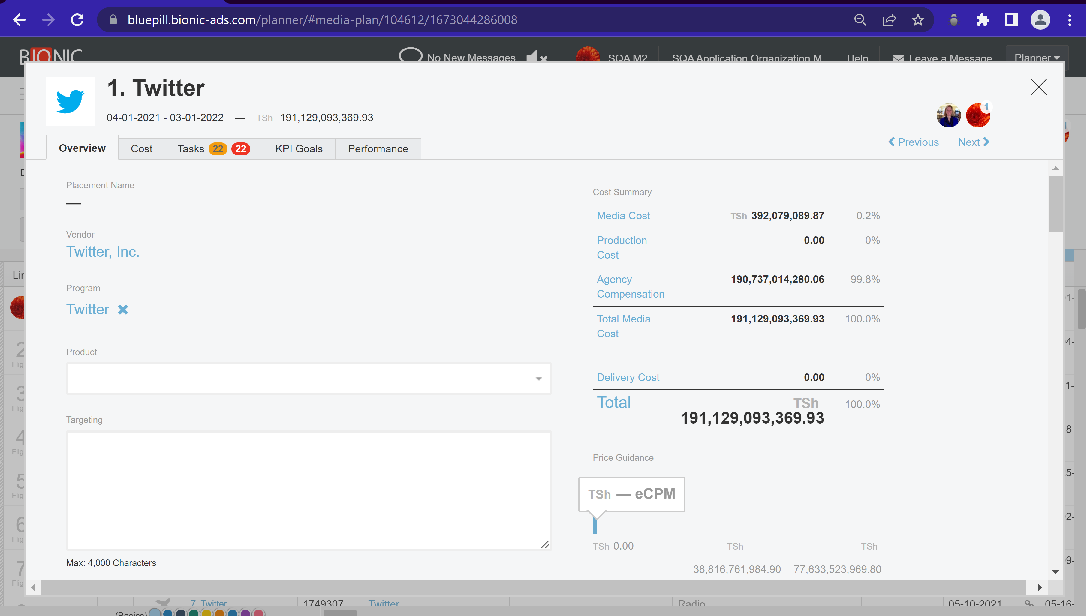 bluepill.bionic-ads.com/planner/#media-plan/104612/1673044286008
BIONIC
No New Messages
SQA M2
SQA Application Organization M
Help
Leave a Message
Planner
1. Twitter
04-01-2021 - 03-01-2022 — TSh 191,129,093,369.93
1
Previous Next
Overview Cost Tasks 22 22 KPI Goals Performance
Placement Name
—
Vendor
Twitter, Inc.
Program
Twitter
Product
Targeting
Max: 4,000 Characters
Cost Summary
Media Cost TSh 392,079,089.87 0.2%
Production Cost 0.00 0%
Agency Compensation 190,737,014,280.06 99.8%
Total Media Cost 191,129,093,369.93 100.0%
Delivery Cost 0.00 0%
Total TSh 191,129,093,369.93 100.0%
Price Guidance
TSh — eCPM
TSh 0.00
TSh 38,816,761,984.90
TSh 77,633,523,969.80
7. Twitter 1749307 Twitter Radio 05-10-2021
(Basics)